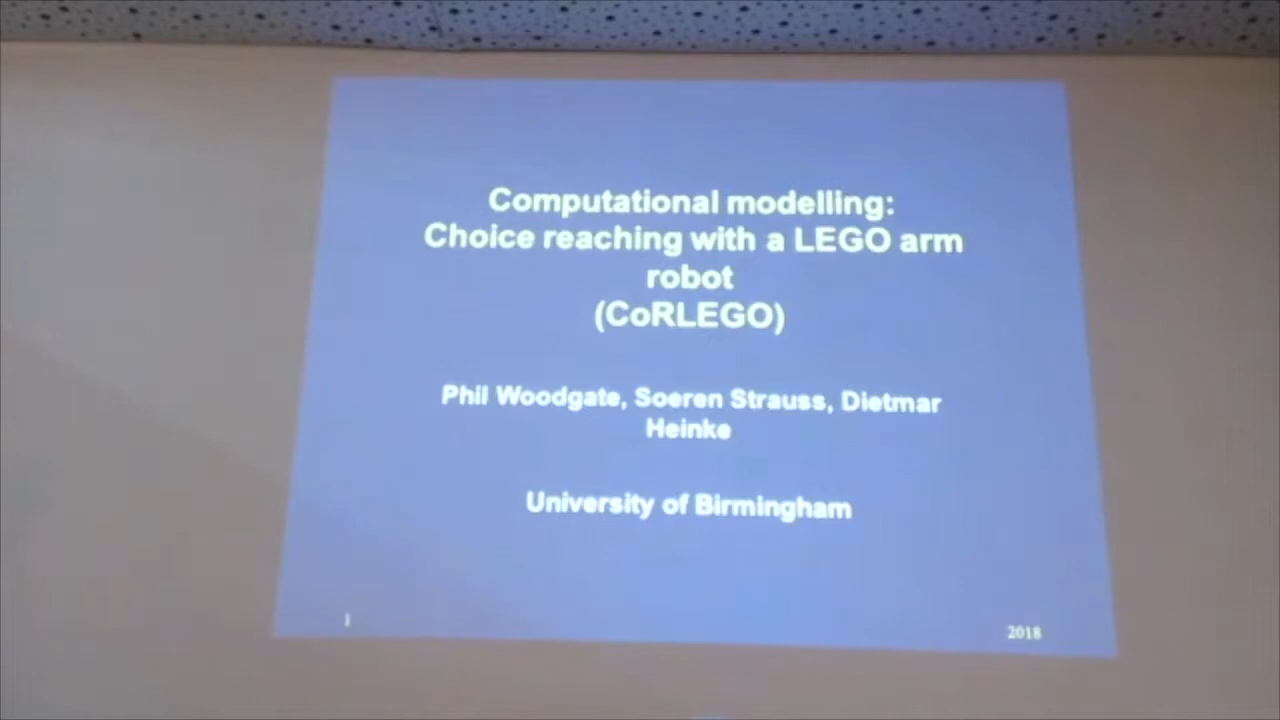 Computational modelling:
Choice reaching with a LEGO arm
robot
(CoRLEGO)
Phil Woodgate, Soeren Strauss, Dietmar
Heinke
University of Birmingham
1
2018